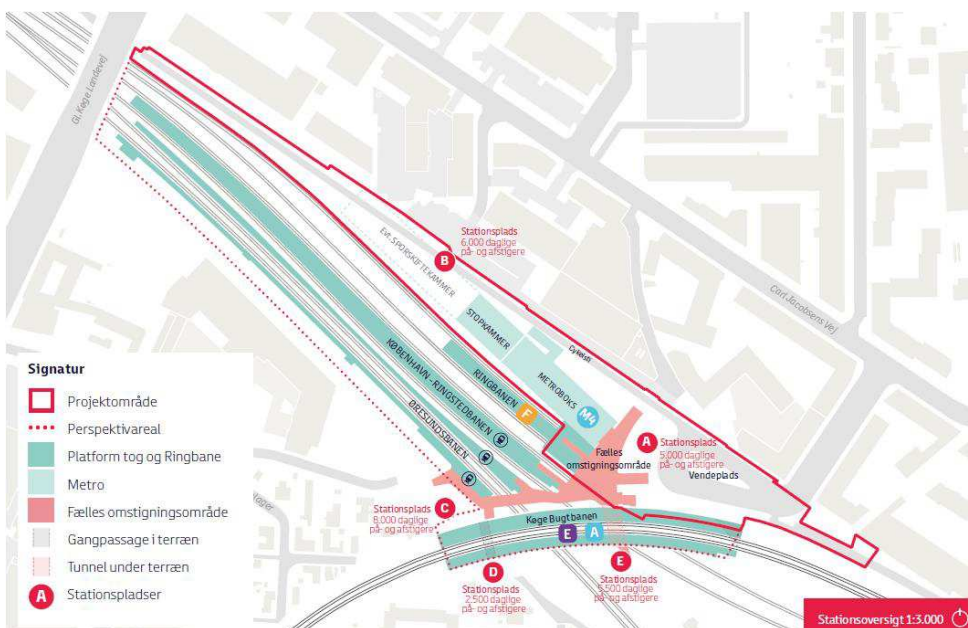 Gl. Køge Landevej
Stationsplads
6.000 daglige
på- og afstigere
B
Evt. SPORSKIFTEKAMMER
Carl Jacobsens Vej
STOPKAMMER
Cykelsti
METROBOKS
M4
KØBENHAVN - RINGSTEDBANEN
RINGBANEN
F
ØRESUNDSBANEN
A
Stationsplads
5.000 daglige
på- og afstigere
Fælles
omstigningsområde
Vendeplads
Stationsplads
8.000 daglige
på- og afstigere
C
Køge Bugtbanen
E
A
D
Stationsplads
2.500 daglige
på- og afstigere
E
Stationsplads
5.500 daglige
på- og afstigere
Signatur
Projektområde
Perspektivareal
Platform tog og Ringbane
Metro
Fælles omstigningsområde
Gangpassage i terræn
Tunnel under terræn
A
Stationspladser
Stationsoversigt 1:3.000